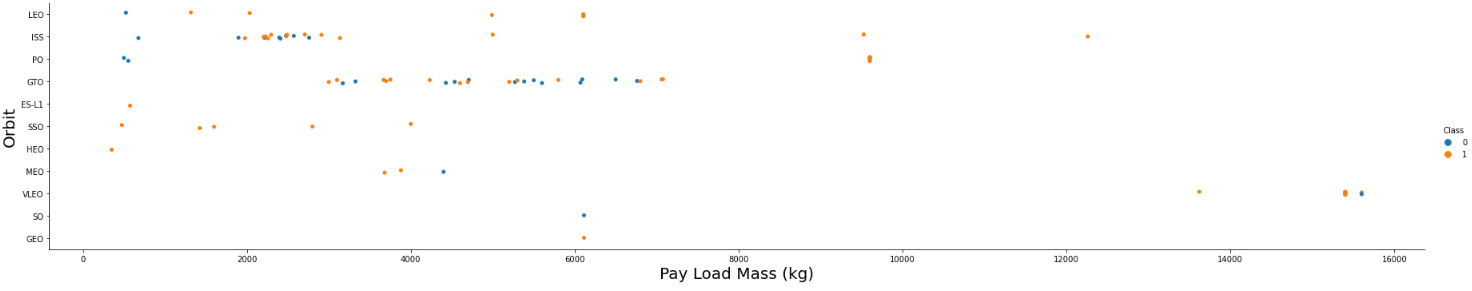 LEO
ISS
PO
GTO
ES-L1
SSO
HEO
MEO
VLEO
SO
GEO
Orbit
0 2000 4000 6000 8000 10000 12000 14000 16000
Pay Load Mass (kg)
Class
0
1